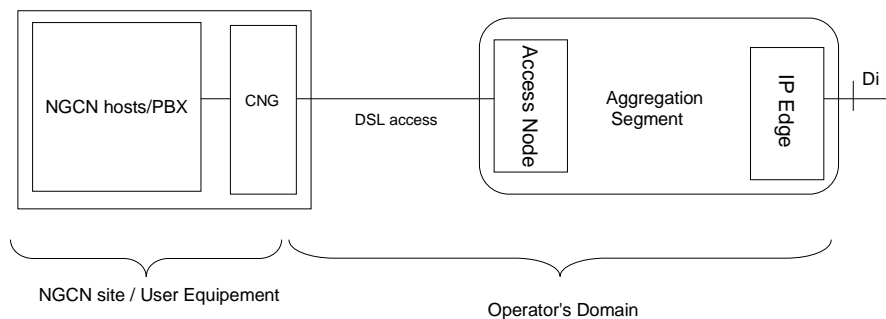 NGCN hosts/PBX
CNG
DSL access
Access Node
Aggregation
Segment
IP Edge
Di
NGCN site / User Equipement
Operator's Domain